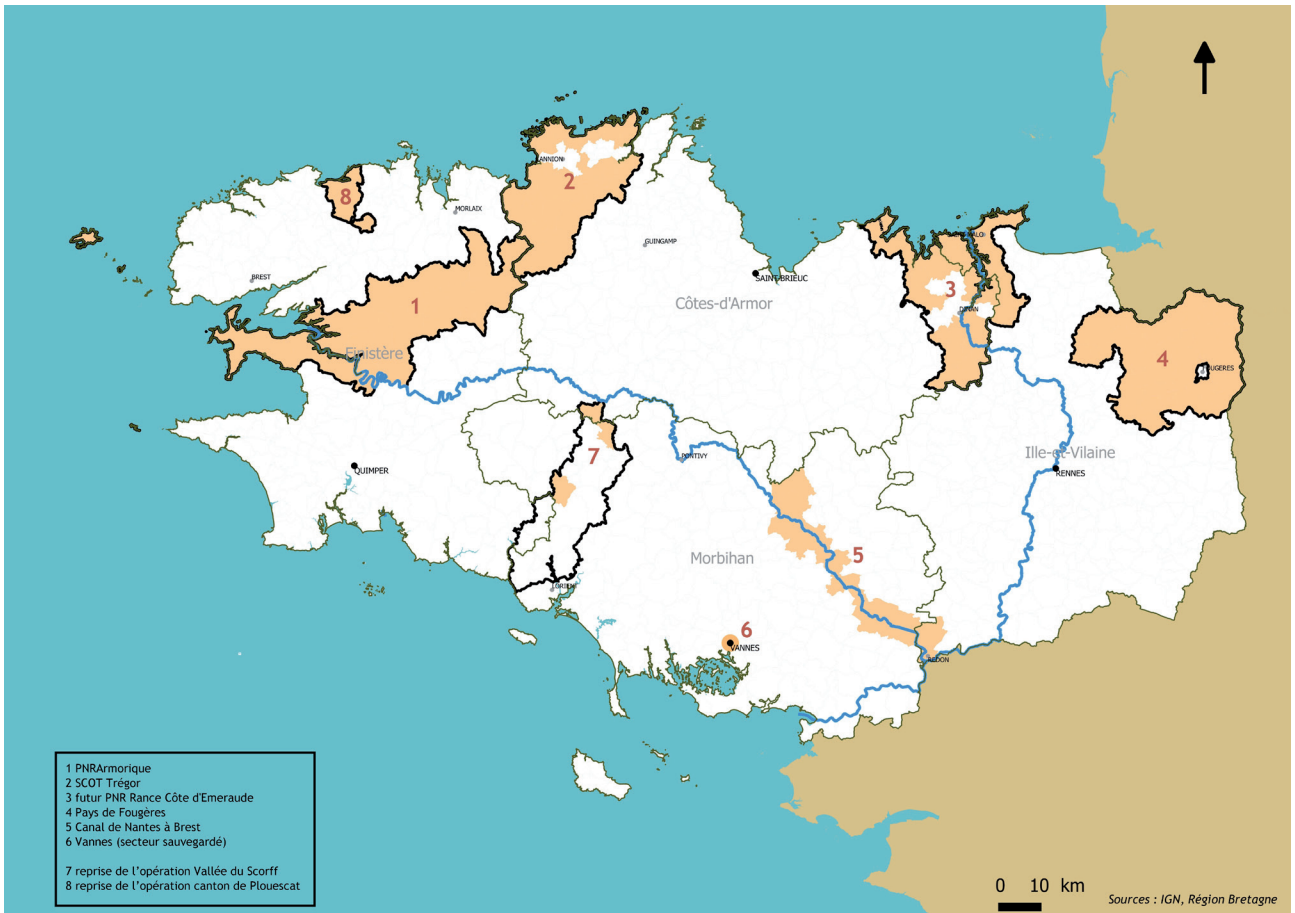 LANNION
2
8
MORLAIX
GUINGAMP
SAINT-BRIEUC
BREST
1
3
DINAN
Côtes-d'Armor
Finistère
4
FOUGERES
7
PONTIVY
QUIMPER
Ille-et-Vilaine
RENNES
Morbihan
5
LORIENT
6
VANNES
REDON
1 PNRArmorique
2 SCOT Trégor
3 futur PNR Rance Côte d'Emeraude
4 Pays de Fougères
5 Canal de Nantes à Brest
6 Vannes (secteur sauvegardé)
7 reprise de l'opération Vallée du Scorff
8 reprise de l'opération canton de Plouescat
0 10 km
Sources : IGN, Région Bretagne